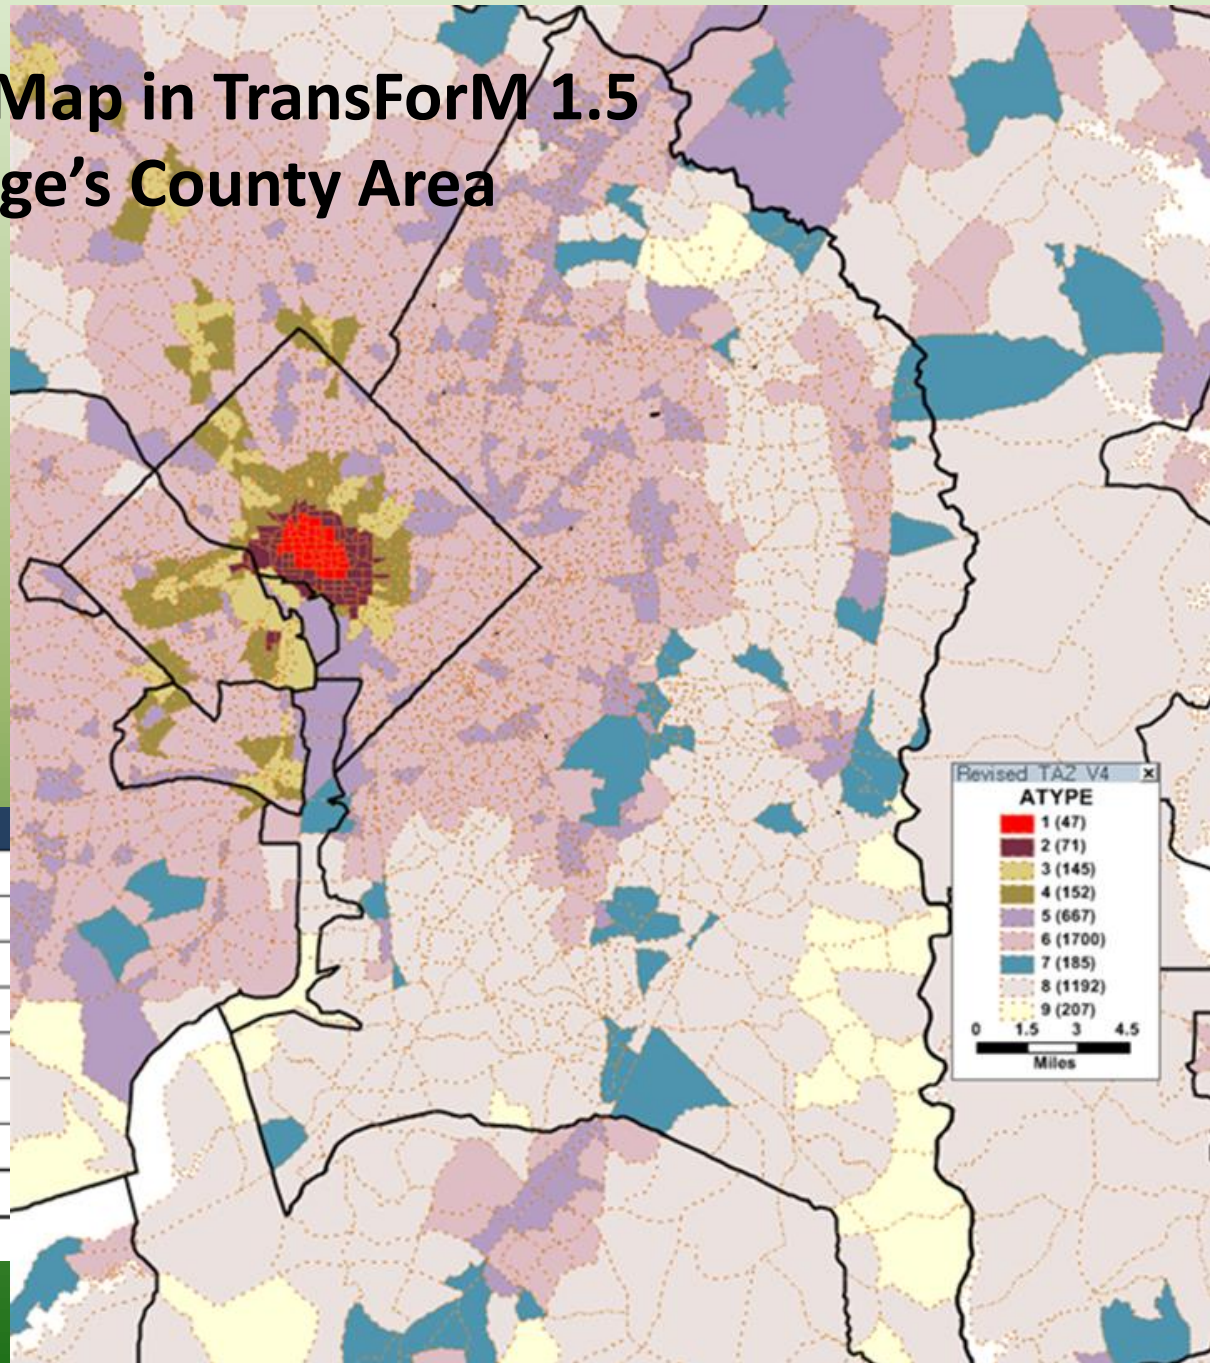 Map in TransForM 1.5
ge’s County Area
Revised TAZ V4
ATYPE
1 (47)
2 (71)
3 (145)
4 (152)
5 (667)
6 (1700)
7 (185)
8 (1192)
9 (207)
0 1.5 3 4.5
Miles